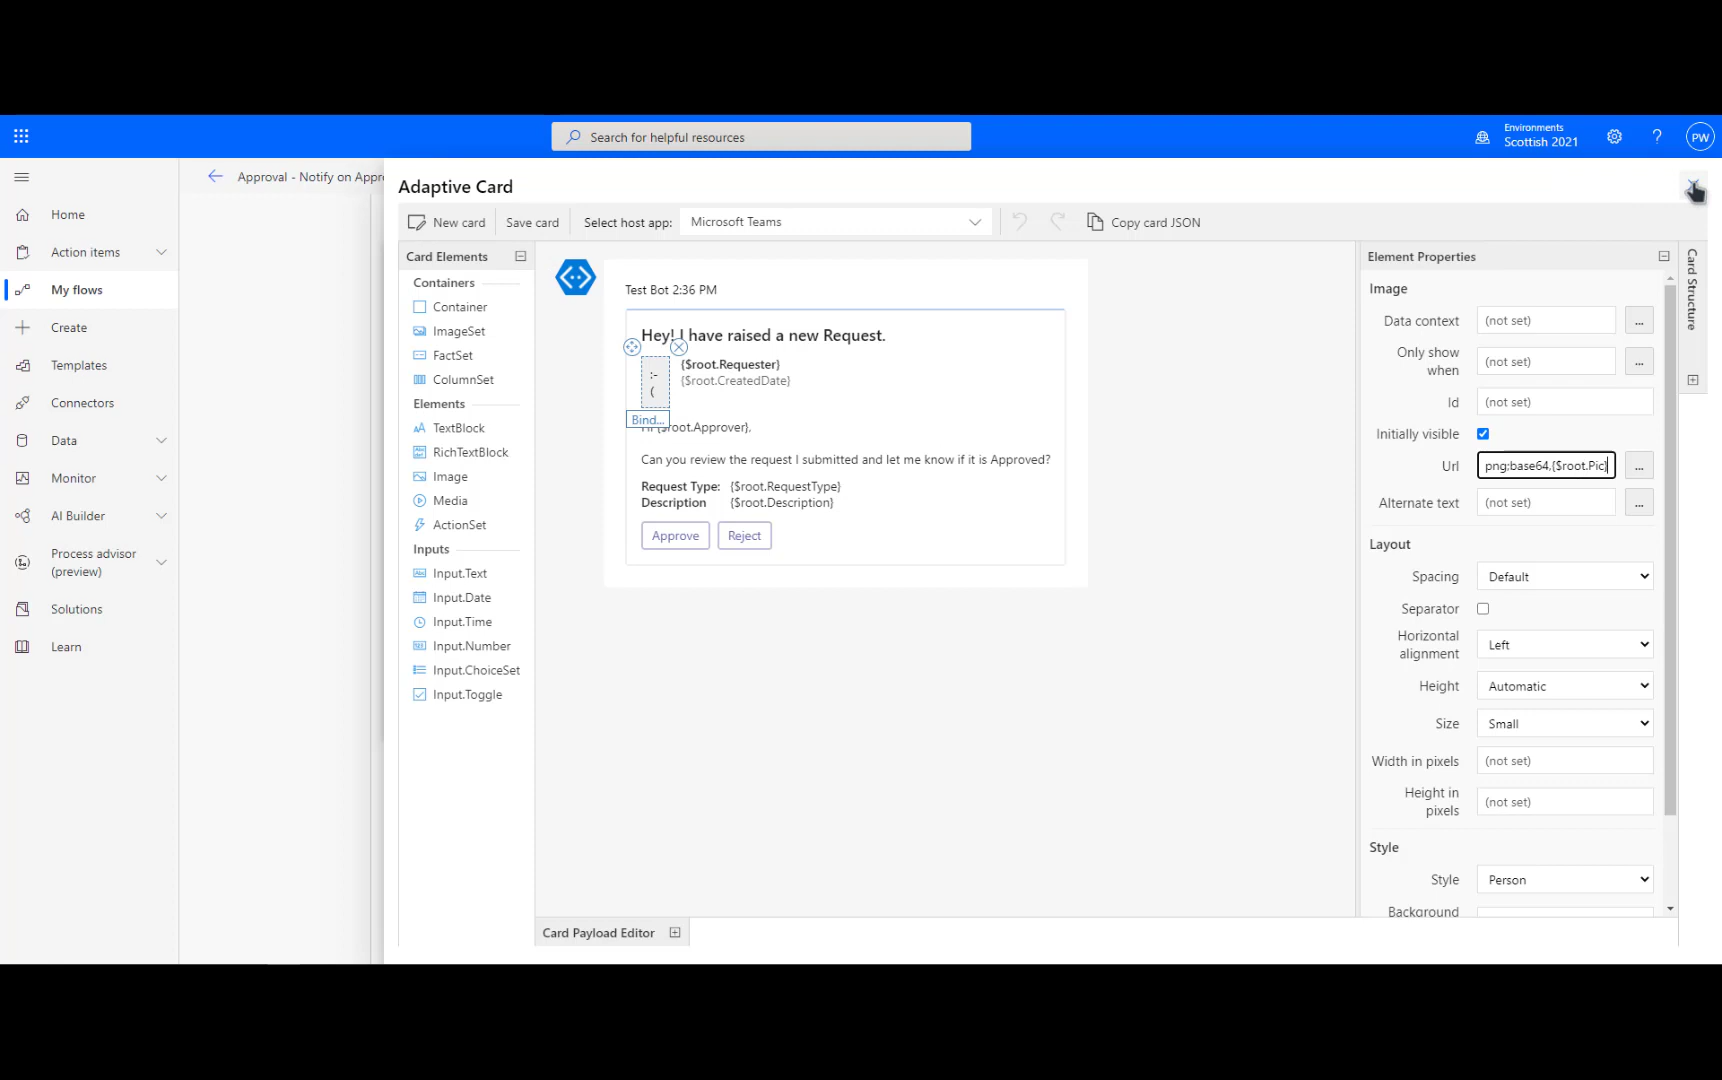 Search for helpful resources
Environments
Scottish 2021
?
PW
Approval - Notify on Appr
Home
Action items
My flows
Create
Templates
Connectors
Data
Monitor
AI Builder
Process advisor
(preview)
Solutions
Learn
Adaptive Card
New card
Save card
Select host app:
Microsoft Teams
Copy card JSON
Card Elements
Containers
Container
ImageSet
FactSet
ColumnSet
Elements
TextBlock
RichTextBlock
Image
Media
ActionSet
Inputs
Input.Text
Input.Date
Input.Time
Input.Number
Input.ChoiceSet
Input.Toggle
Test Bot 2:36 PM
Hey! I have raised a new Request.
:-
(
{$root.Requester}
{$root.CreatedDate}
Bind...
{$root.Approver},
Can you review the request I submitted and let me know if it is Approved?
Request Type: {$root.RequestType}
Description {$root.Description}
Approve
Reject
Card Payload Editor
Element Properties
Image
Data context (not set) ...
Only show
when
(not set) ...
Id (not set)
Initially visible
Url png;base64,{$root.Pic} ...
Alternate text (not set) ...
Layout
Spacing Default
Separator
Horizontal
alignment
Left
Height Automatic
Size Small
Width in pixels (not set)
Height in
pixels
(not set)
Style
Style Person
Background
Card Structure